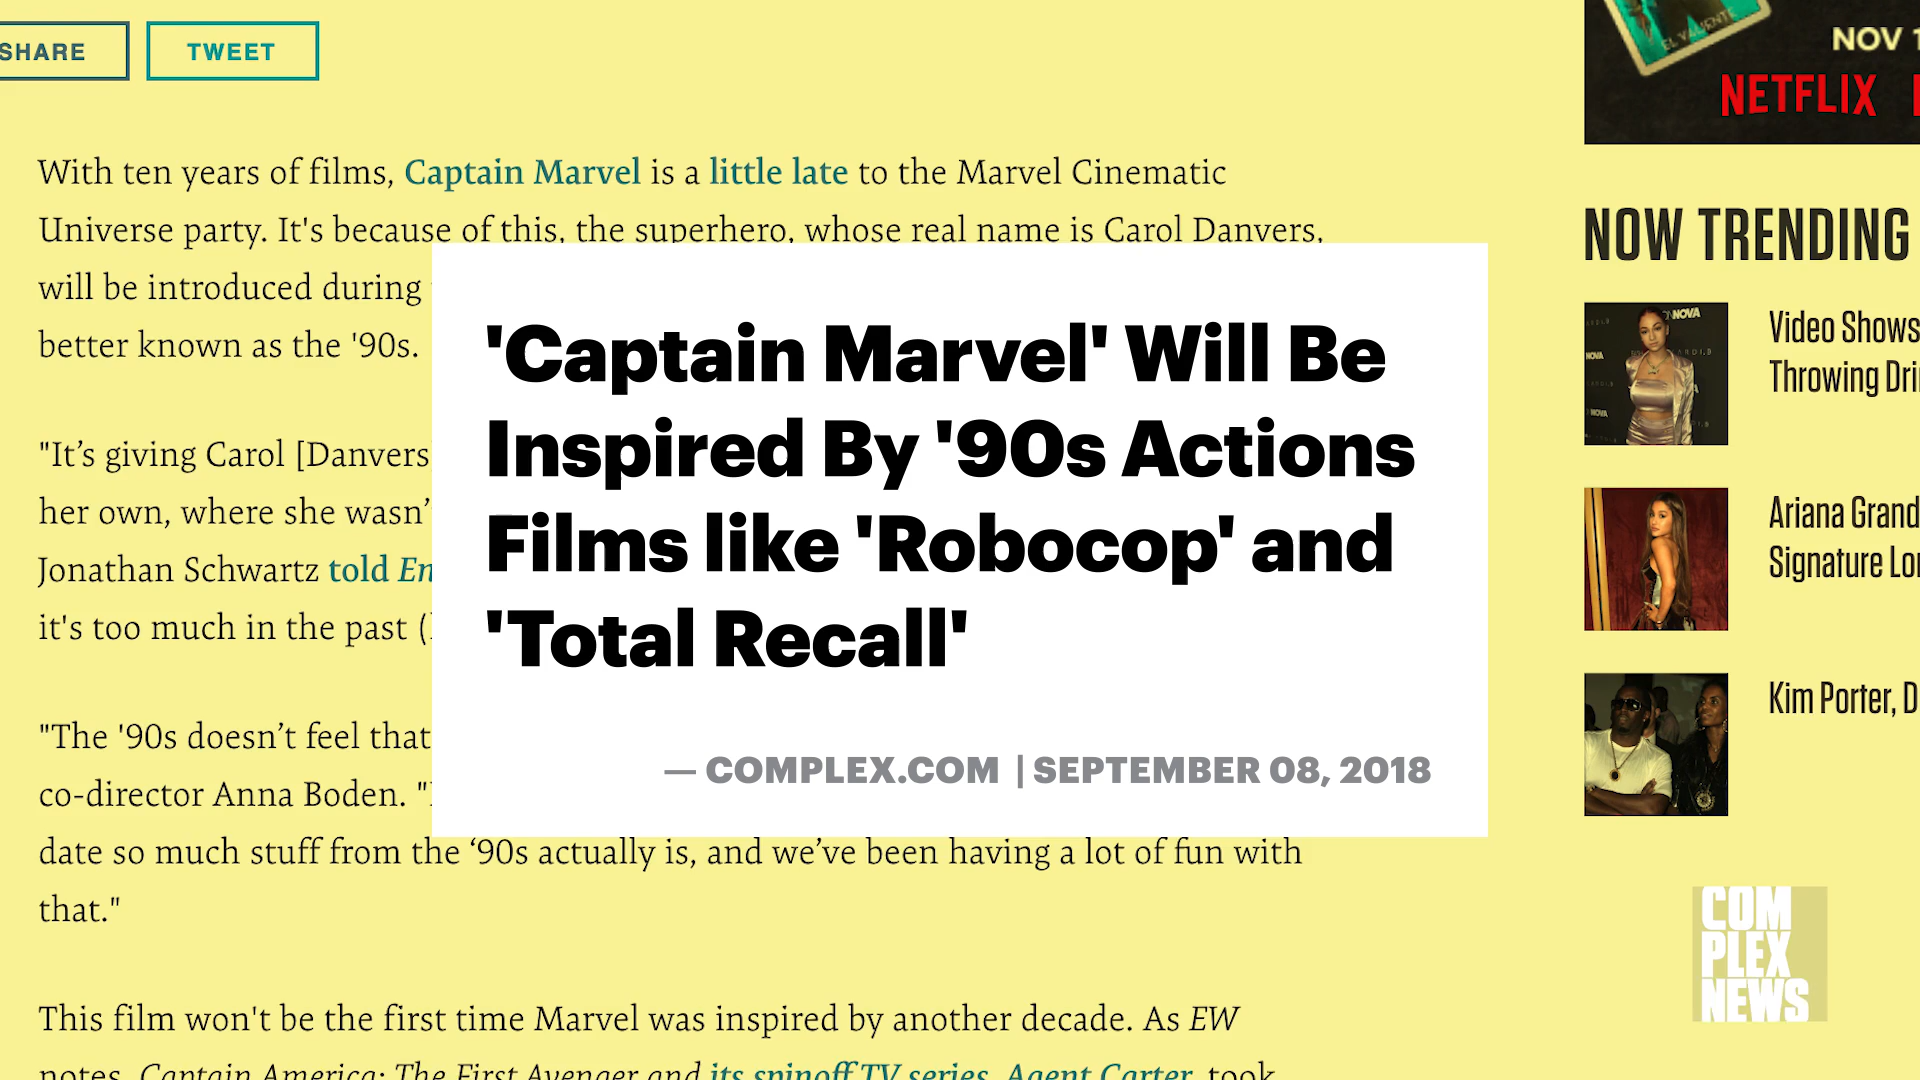 SHARE
TWEET
With ten years of films, Captain Marvel is a little late to the Marvel Cinematic
Universe party. It's because of this, the superhero, whose real name is Carol Danvers,
will be introduced during
better known as the '90s.
"It’s giving Carol [Danvers
her own, where she wasn’
Jonathan Schwartz told En
it's too much in the past (
"The '90s doesn’t feel that
co-director Anna Boden. "
date so much stuff from the ‘90s actually is, and we’ve been having a lot of fun with
that."
This film won't be the first time Marvel was inspired by another decade. As EW
notes, Captain America: The First Avenger and its spinoff TV series, Agent Carter, took
'Captain Marvel' Will Be
Inspired By '90s Actions
Films like 'Robocop' and
'Total Recall'
— COMPLEX.COM | SEPTEMBER 08, 2018
EL VALIENTE
NOV 1
NETFLIX
NOW TRENDING
Video Shows
Throwing Dri
Ariana Grand
Signature Lo
Kim Porter, D
NOVA
NOVA
NOVA
COM
PLEX
NEWS